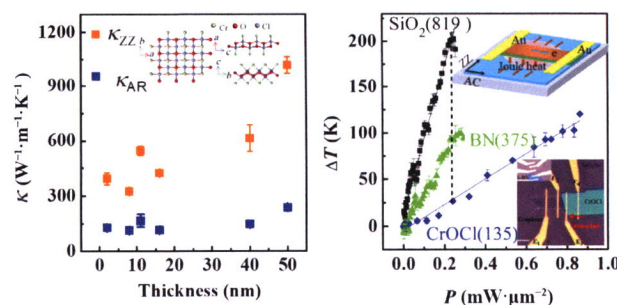 κ (W⁻¹·m⁻¹·K⁻¹)
1200
900
600
300
0
κZZ
κAR
Cr O Cl
b
a
c
a
c
b
0 10 20 30 40 50
Thickness (nm)
ΔT (K)
200
150
100
50
0
SiO₂(819)
BN(375)
CrOCl(135)
Au
e
Au
Joule heat
ZZ
AC
CrOCl
0.0 0.2 0.4 0.6 0.8 1.0
P (mW·μm⁻²)